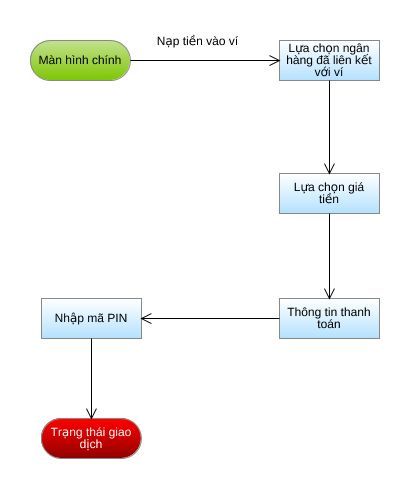 Nạp tiền vào ví
Màn hình chính
Lựa chọn ngân
hàng đã liên kết
với ví
Lựa chọn giá
tiền
Thông tin thanh
toán
Nhập mã PIN
Trạng thái giao
dịch